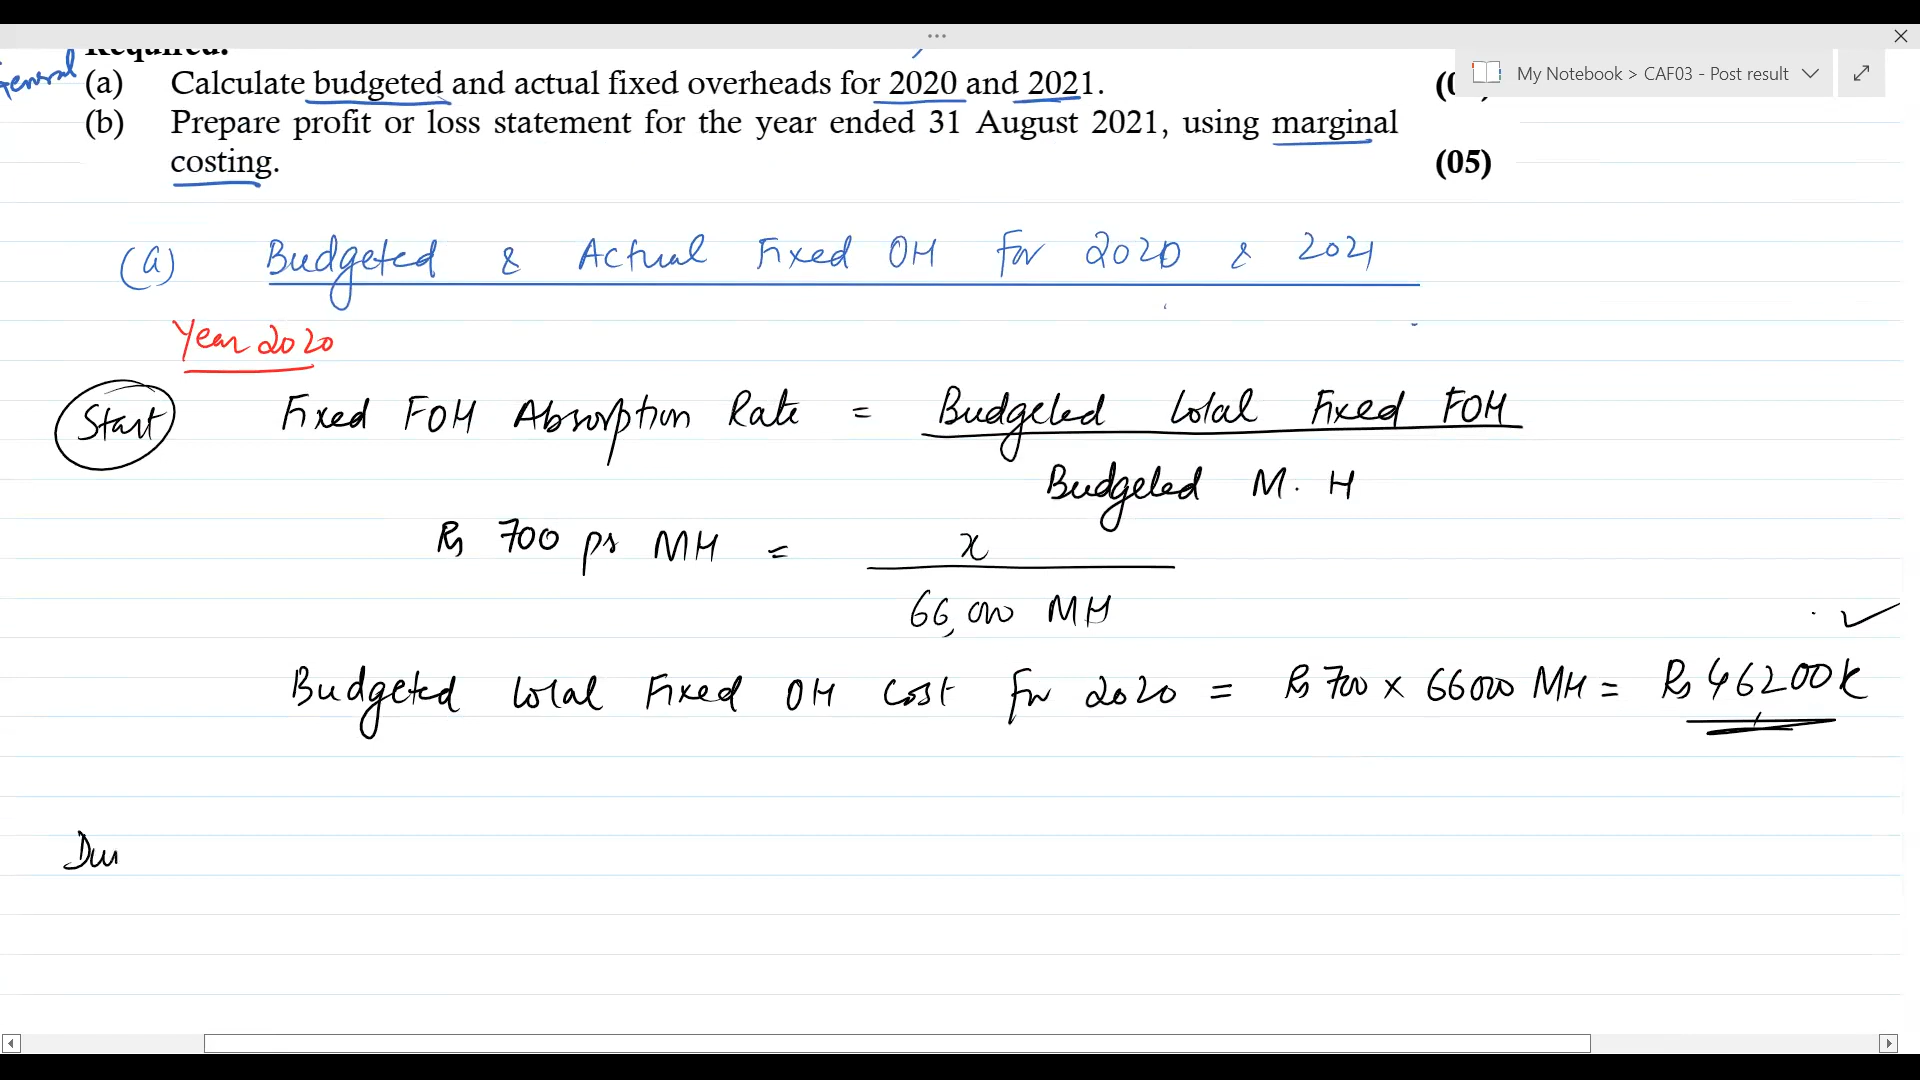 Required:
General
(a) Calculate budgeted and actual fixed overheads for 2020 and 2021.
My Notebook > CAF03 - Post result
(b) Prepare profit or loss statement for the year ended 31 August 2021, using marginal
costing. (05)
(a) Budgeted & Actual Fixed OH For 2020 & 2021
Year 2020
Start Fixed FOH Absorption Rate = Budgeted total Fixed FOH
Budgeted M. H
Rs 700 pr MH = x
66,000 MH
Budgeted total Fixed OH Cost For 2020 = Rs 700 x 66000 MH = Rs 46200K